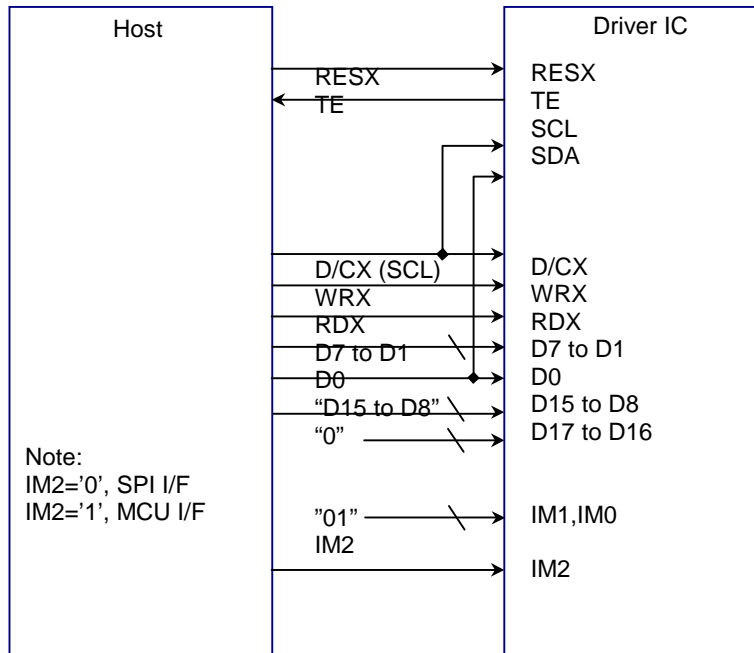 Host
Driver IC
RESX
RESX
TE
TE
SCL
SDA
D/CX (SCL)
D/CX
WRX
WRX
RDX
RDX
D7 to D1
D7 to D1
D0
D0
“D15 to D8”
D15 to D8
“0”
D17 to D16
Note:
IM2='0', SPI I/F
IM2='1', MCU I/F
”01”
IM1,IM0
IM2
IM2